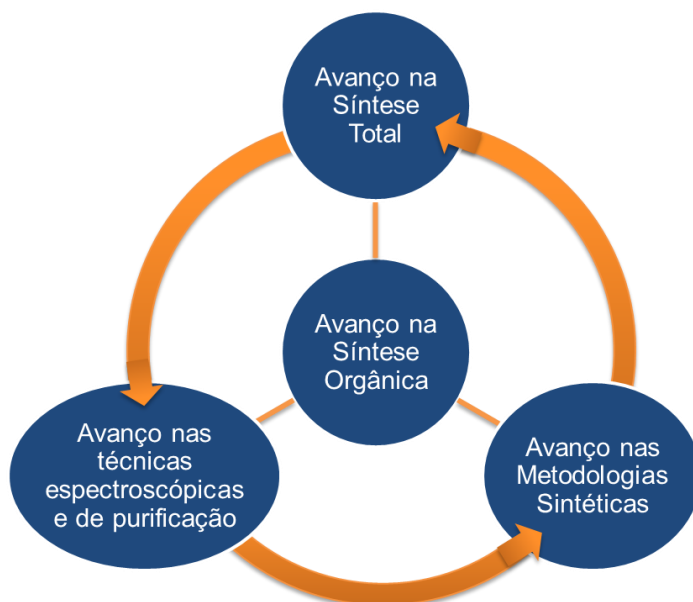 Avanço na
Síntese
Total
Avanço na
Síntese
Orgânica
Avanço nas
técnicas
espectroscópicas
e de purificação
Avanço nas
Metodologias
Sintéticas